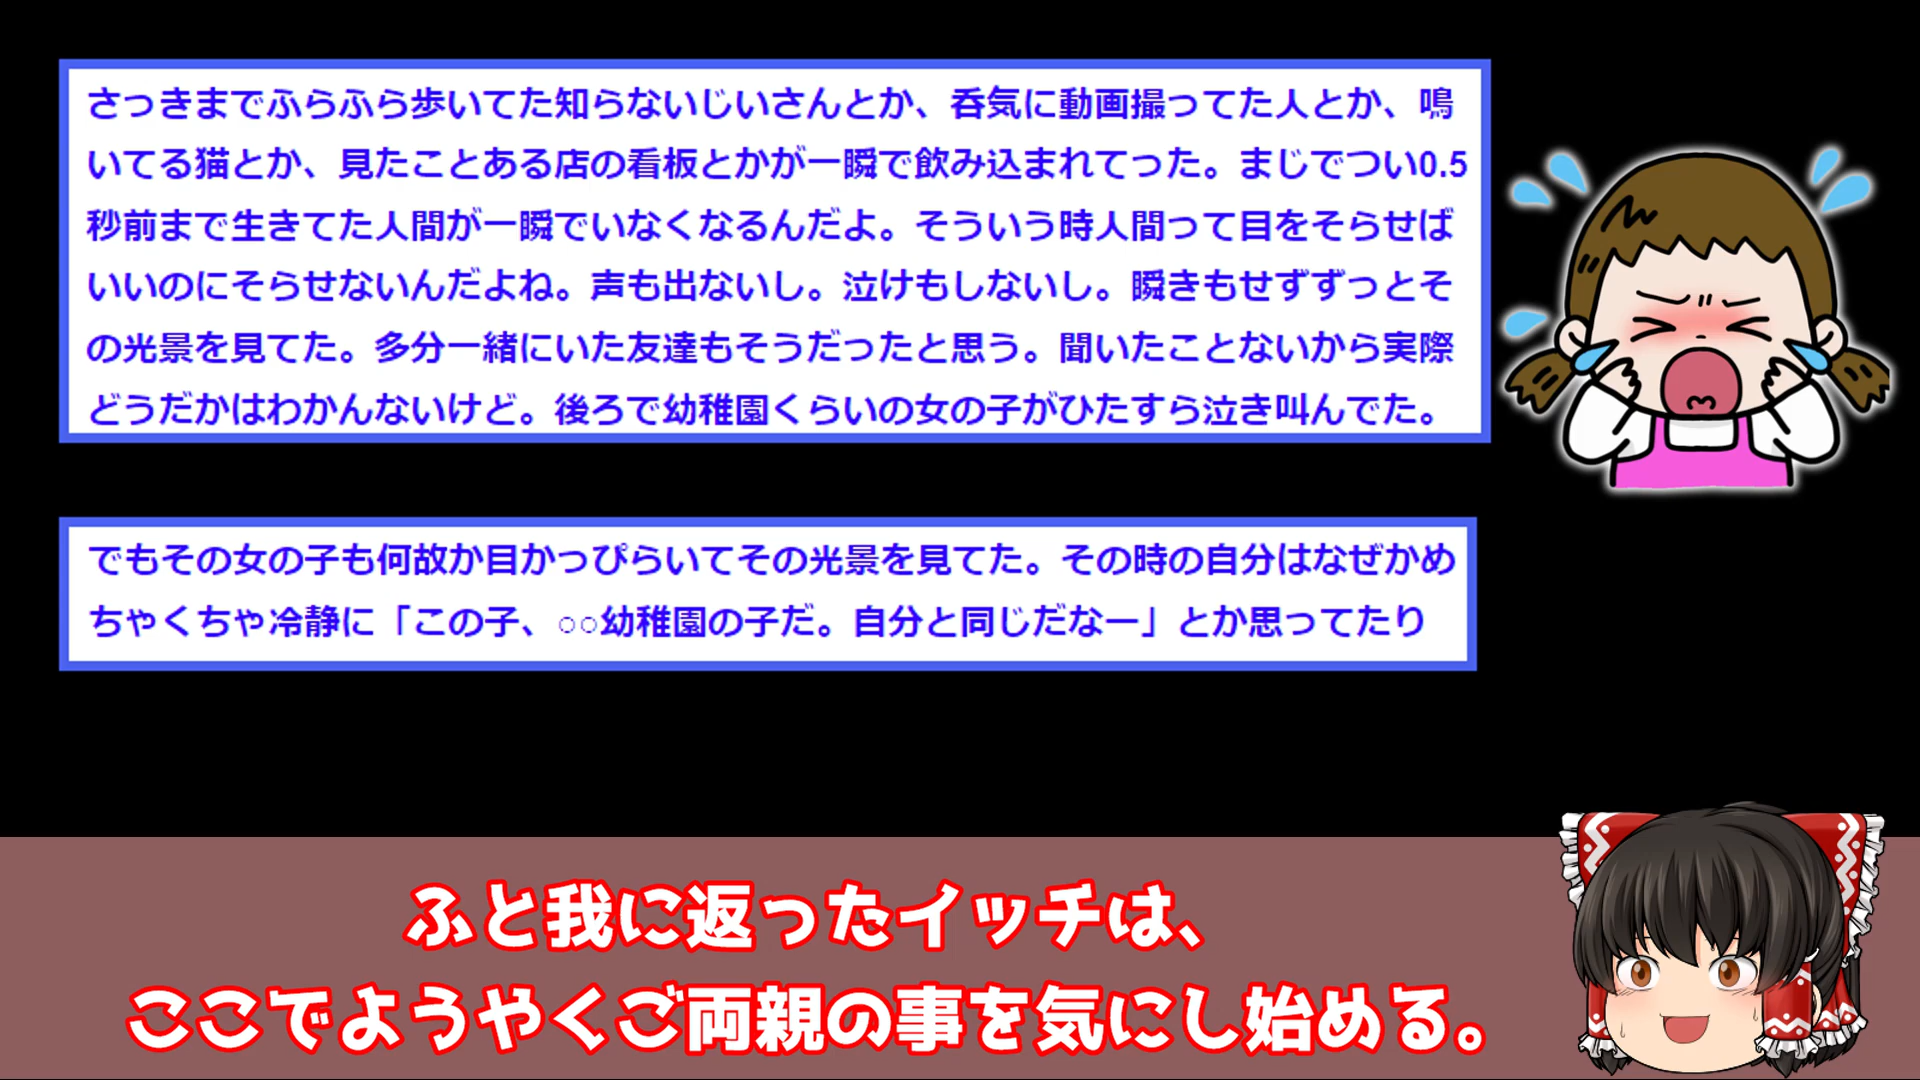 さっきまでふらふら歩いてた知らないじいさんとか、呑気に動画撮ってた人とか、鳴
いてる猫とか、見たことある店の看板とかが一瞬で飲み込まれてった。まじでつい0.5
秒前まで生きてた人間が一瞬でいなくなるんだよ。そういう時人間って目をそらせば
いいのにそらせないんだよね。声も出ないし。泣けもしないし。瞬きもせずずっとそ
の光景を見てた。多分一緒にいた友達もそうだったと思う。聞いたことないから実際
どうだかはわかんないけど。後ろで幼稚園くらいの女の子がひたすら泣き叫んでた。
でもその女の子も何故か目かっぴらいてその光景を見てた。その時の自分はなぜかめ
ちゃくちゃ冷静に「この子、○○幼稚園の子だ。自分と同じだなー」とか思ってたり
ふと我に返ったイッチは、
ここでようやくご両親の事を気にし始める。